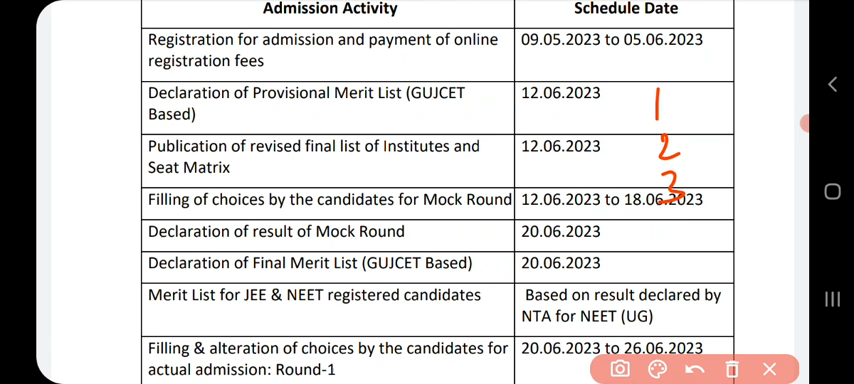 Admission Activity Schedule Date
Registration for admission and payment of online 09.05.2023 to 05.06.2023
registration fees
Declaration of Provisional Merit List (GUJCET 12.06.2023 1
Based)
Publication of revised final list of Institutes and 12.06.2023 2
Seat Matrix
3
Filling of choices by the candidates for Mock Round 12.06.2023 to 18.06.2023
Declaration of result of Mock Round 20.06.2023
Declaration of Final Merit List (GUJCET Based) 20.06.2023
Merit List for JEE & NEET registered candidates Based on result declared by
NTA for NEET (UG)
Filling & alteration of choices by the candidates for 20.06.2023 to 26.06.2023
actual admission: Round-1